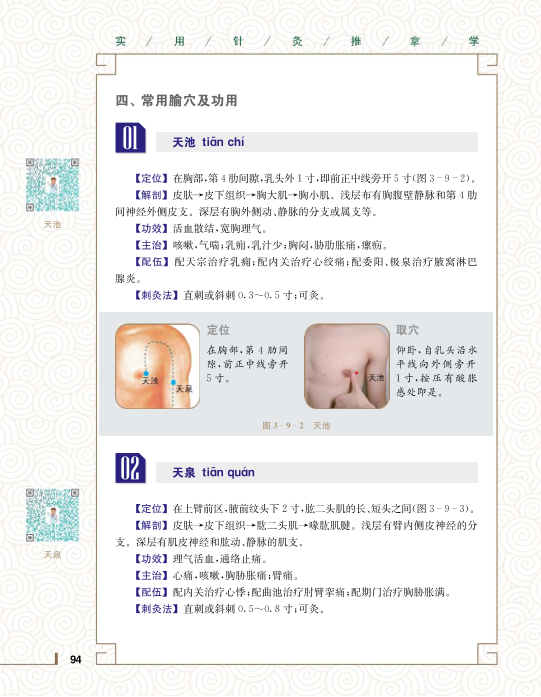 实 / 用 / 针 / 灸 / 推 / 拿 / 学
四、常用腧穴及功用
01 天池 tiān chí
【定位】在胸部,第 4 肋间隙,乳头外 1 寸,即前正中线旁开 5 寸(图 3-9-2)。
【解剖】皮肤→皮下组织→胸大肌→胸小肌。浅层布有胸腹壁静脉和第 4 肋
间神经外侧皮支。深层有胸外侧动、静脉的分支或属支等。
天池
【功效】活血散结,宽胸理气。
【主治】咳嗽,气喘;乳痈,乳汁少;胸闷,胁肋胀痛,瘰疬。
【配伍】配天宗治疗乳痈;配内关治疗心绞痛;配委阳、极泉治疗腋窝淋巴
腺炎。
【刺灸法】直刺或斜刺 0.3～0.5 寸;可灸。
天池
天泉
定位
在胸部,第 4 肋间
隙,前正中线旁开
5 寸。
天池
取穴
仰卧,自乳头沿水
平线向外侧旁开
1 寸,按压有酸胀
感处即是。
图 3-9-2 天池
02 天泉 tiān quán
【定位】在上臂前区,腋前纹头下 2 寸,肱二头肌的长、短头之间(图 3-9-3)。
【解剖】皮肤→皮下组织→肱二头肌→喙肱肌腱。浅层有臂内侧皮神经的分
支。深层有肌皮神经和肱动、静脉的肌支。
天泉
【功效】理气活血,通络止痛。
【主治】心痛,咳嗽,胸胁胀痛;臂痛。
【配伍】配内关治疗心悸;配曲池治疗肘臂挛痛;配期门治疗胸胁胀满。
【刺灸法】直刺或斜刺 0.5～0.8 寸;可灸。
94